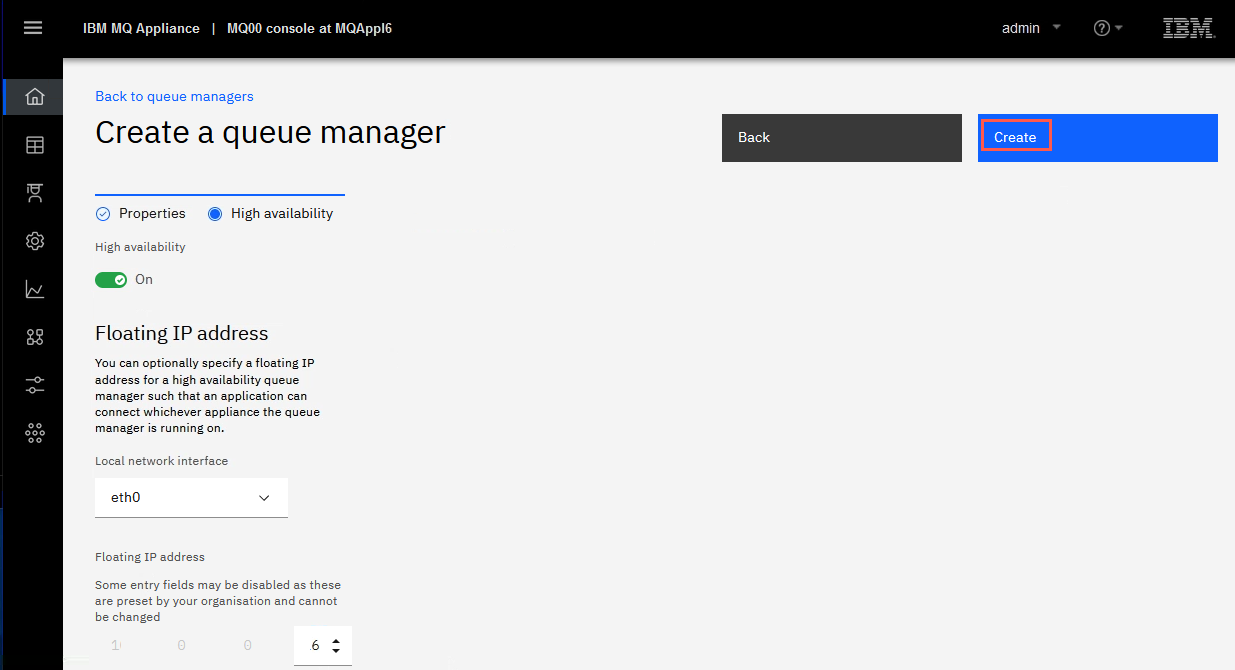 IBM MQ Appliance | MQ00 console at MQAppl6
admin
IBM
Back to queue managers
Create a queue manager
Back
Create
Properties
High availability
High availability
On
Floating IP address
You can optionally specify a floating IP
address for a high availability queue
manager such that an application can
connect whichever appliance the queue
manager is running on.
Local network interface
eth0
Floating IP address
Some entry fields may be disabled as these
are preset by your organisation and cannot
be changed
0 0 .6